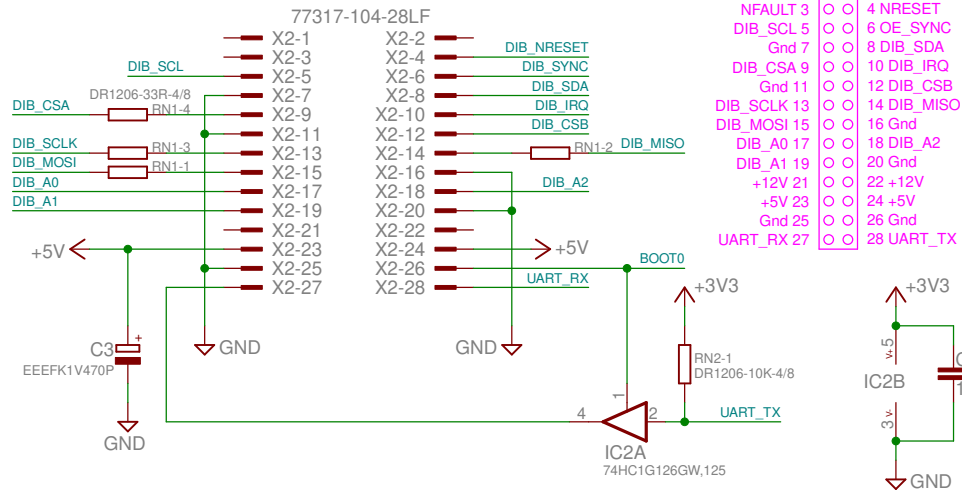 77317-104-28LF
X2-1 X2-2
X2-3 X2-4 DIB_NRESET
DIB_SCL X2-5 X2-6 DIB_SYNC
X2-7 X2-8 DIB_SDA
DR1206-33R-4/8
DIB_CSA RN1-4 X2-9 X2-10 DIB_IRQ
X2-11 X2-12 DIB_CSB
DIB_SCLK RN1-3 X2-13 X2-14 RN1-2 DIB_MISO
DIB_MOSI RN1-1 X2-15 X2-16
DIB_A0 X2-17 X2-18 DIB_A2
DIB_A1 X2-19 X2-20
X2-21 X2-22
+5V X2-23 X2-24 +5V
X2-25 X2-26 BOOT0
X2-27 X2-28 UART_RX
NFAULT 3 4 NRESET
DIB_SCL 5 6 OE_SYNC
Gnd 7 8 DIB_SDA
DIB_CSA 9 10 DIB_IRQ
Gnd 11 12 DIB_CSB
DIB_SCLK 13 14 DIB_MISO
DIB_MOSI 15 16 Gnd
DIB_A0 17 18 DIB_A2
DIB_A1 19 20 Gnd
+12V 21 22 +12V
+5V 23 24 +5V
Gnd 25 26 Gnd
UART_RX 27 28 UART_TX
C3
+
EEEFK1V470P
GND
GND
GND
+3V3
RN2-1
DR1206-10K-4/8
1
4 2 UART_TX
IC2A
74HC1G126GW,125
+3V3
V+ 5
IC2B
3 V-
GND